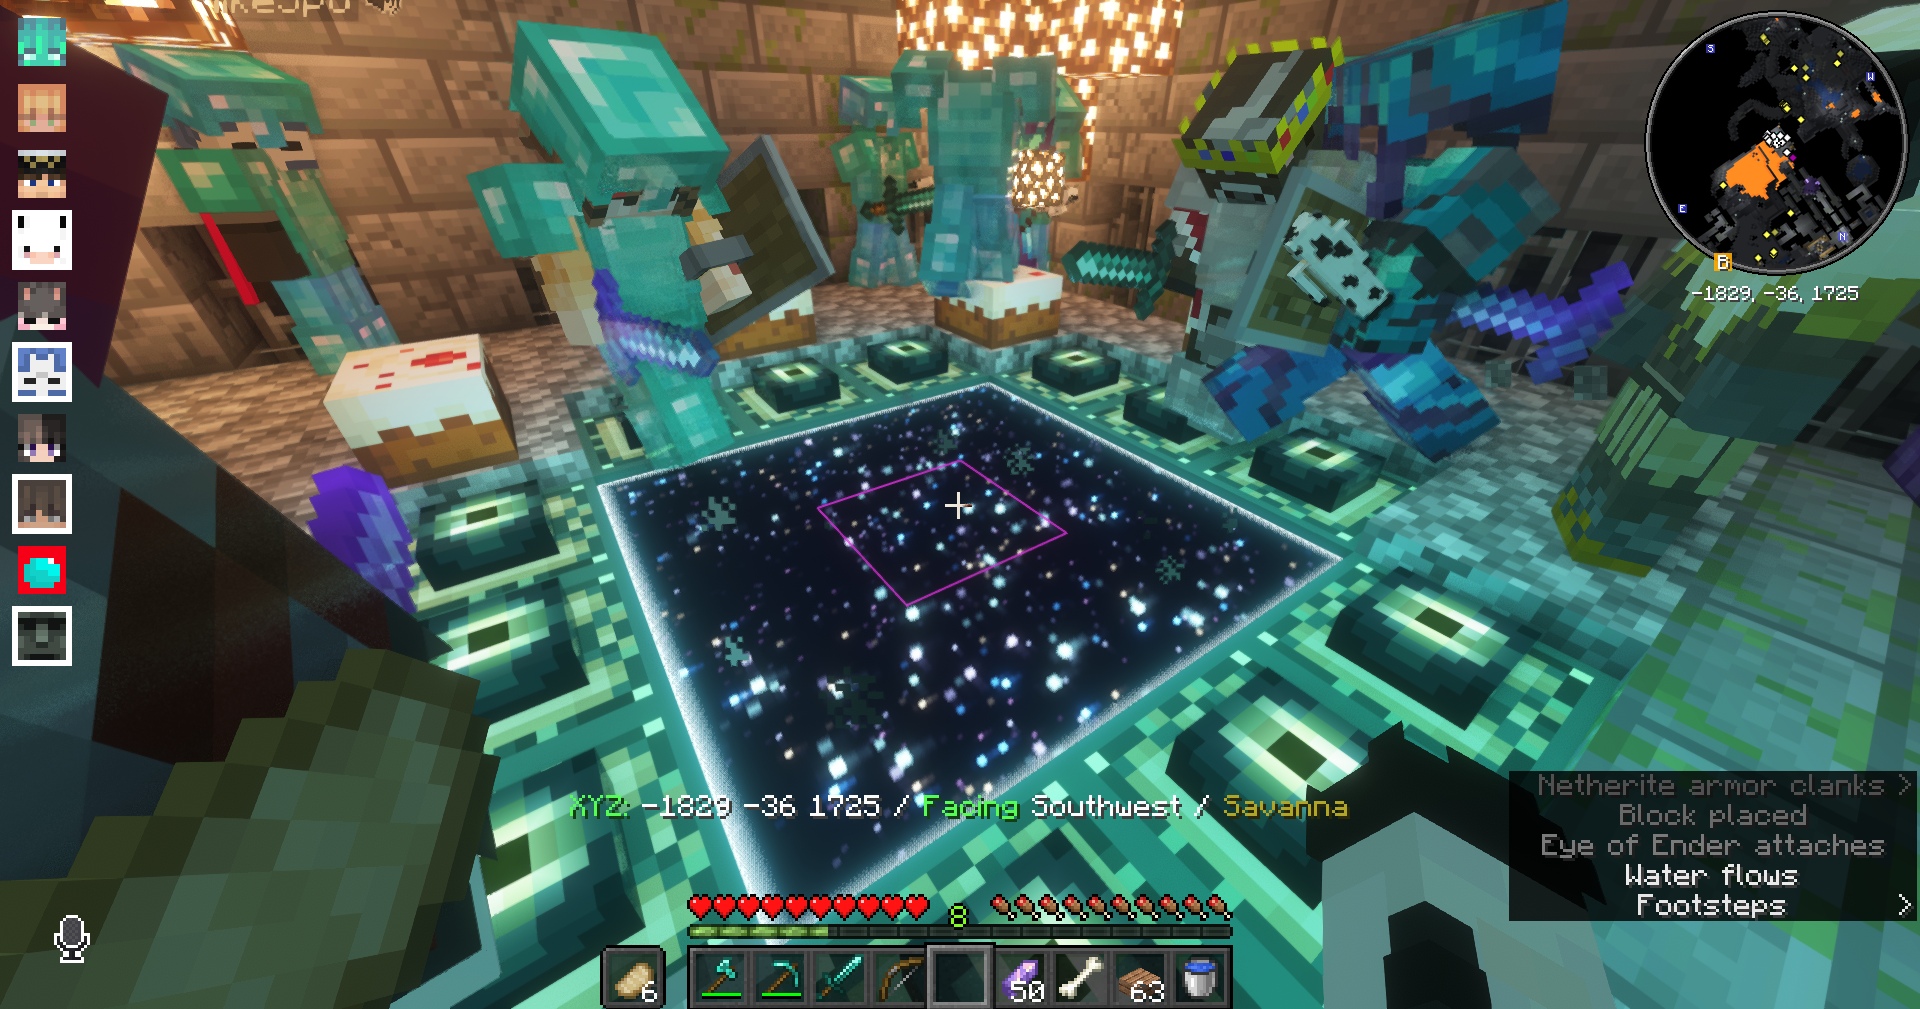 S
W
E
N
B
-1829, -36, 1725
XYZ: -1829 -36 1725 / Facing Southwest / Savanna
Netherite armor clanks >
Block placed
Eye of Ender attaches
Water flows
Footsteps >
8
6
50
63